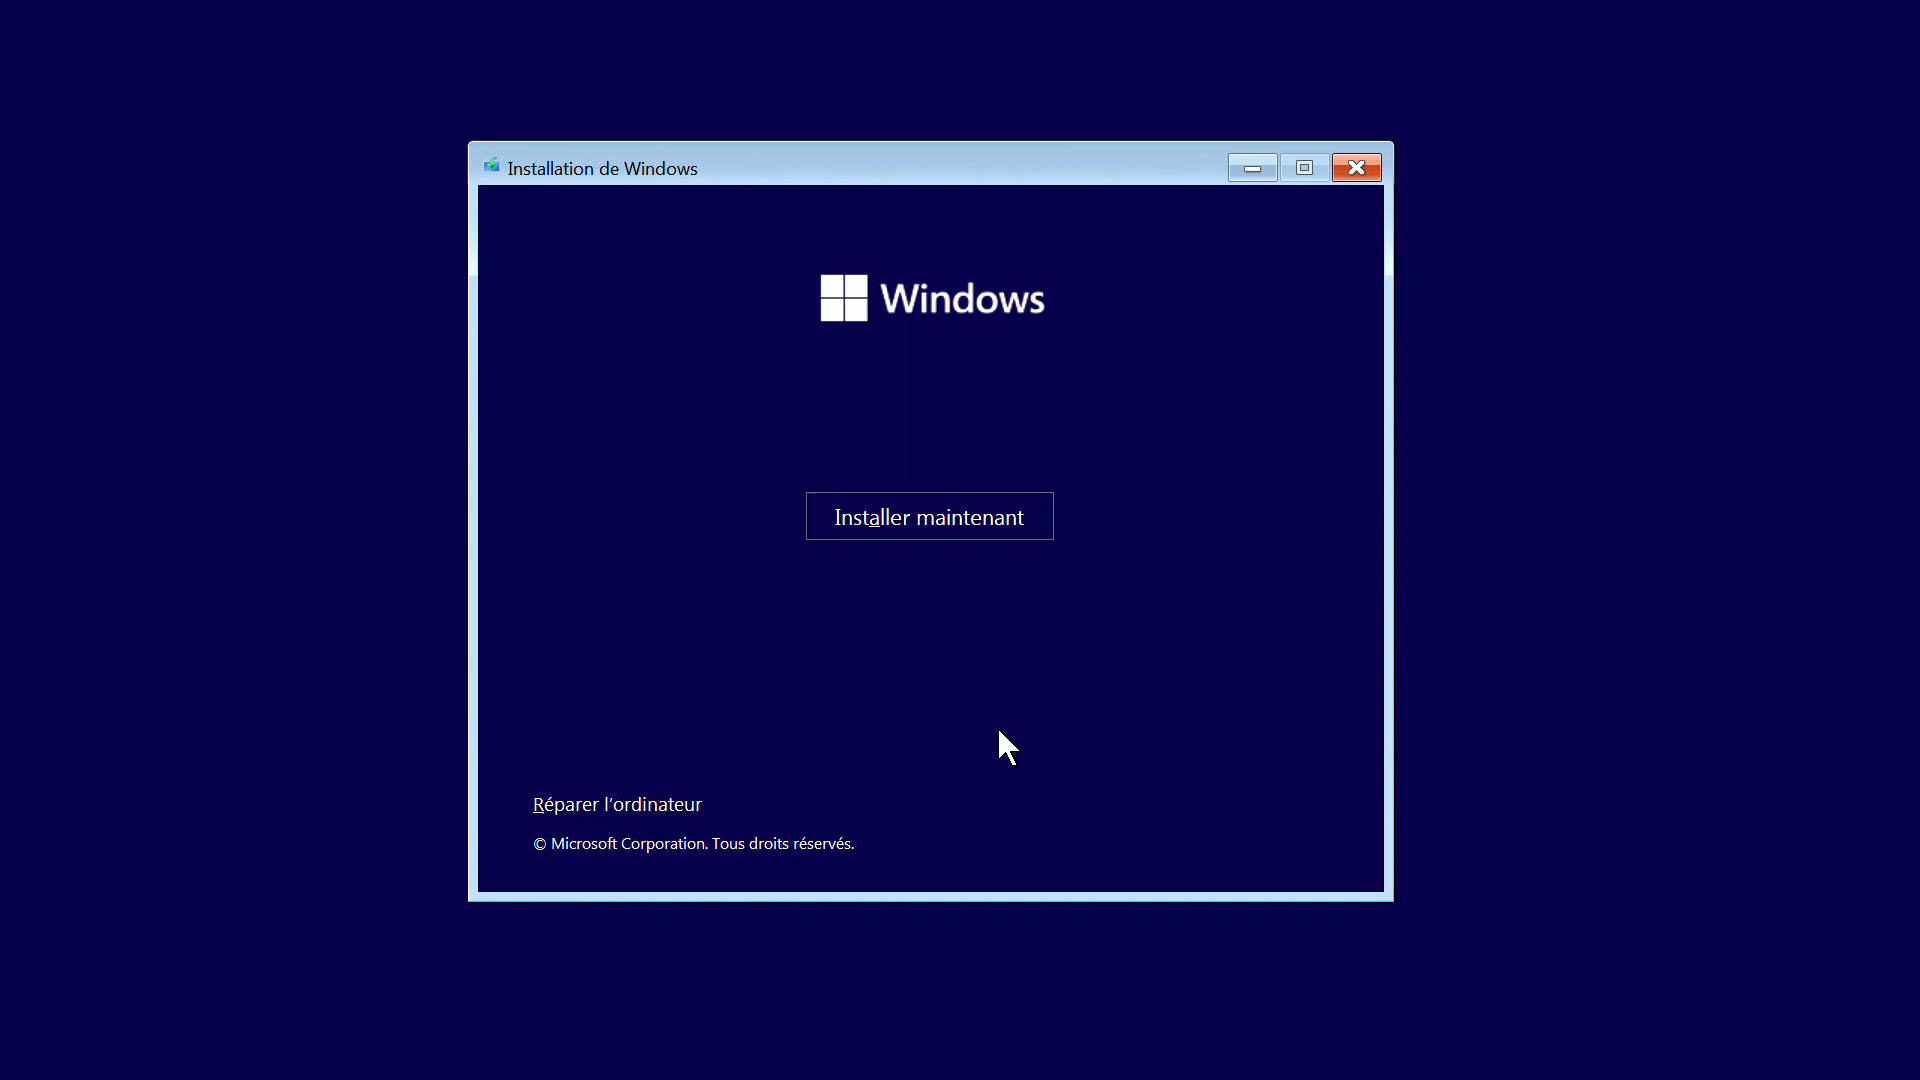 Installation de Windows
Windows
Installer maintenant
Réparer l’ordinateur
© Microsoft Corporation. Tous droits réservés.